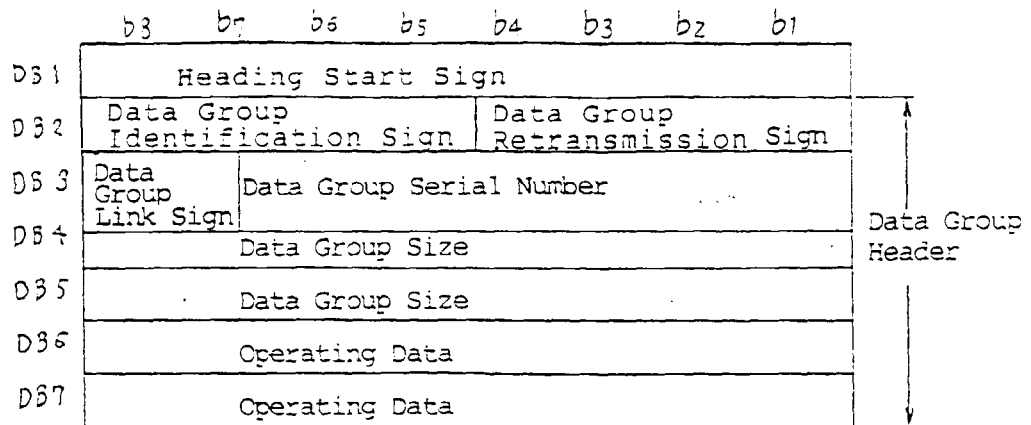 b8 b7 b6 b5 b4 b3 b2 b1
DB1 Heading Start Sign
DB2 Data Group Identification Sign Data Group Retransmission Sign
DB3 Data Group Link Sign Data Group Serial Number
DB4 Data Group Size
DB5 Data Group Size
DB6 Operating Data
DB7 Operating Data
Data Group
Header